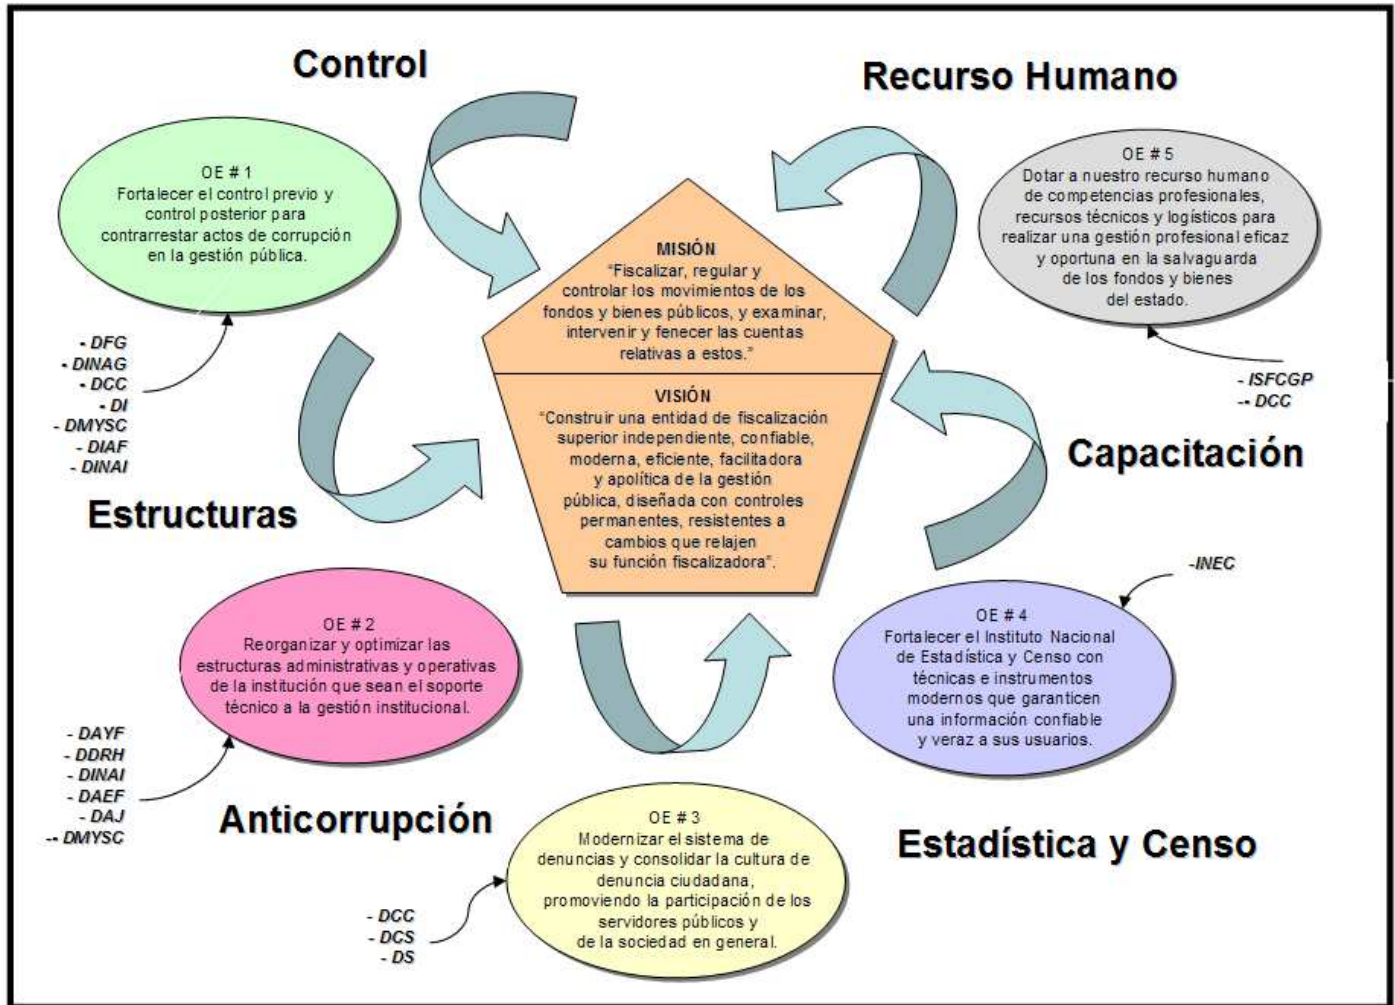 Control
Recurso Humano
OE # 1
Fortalecer el control previo y
control posterior para
contrarrestar actos de corrupción
en la gestión pública.
OE # 5
Dotar a nuestro recurso humano
de competencias profesionales,
recursos técnicos y logísticos para
realizar una gestión profesional eficaz
y oportuna en la salvaguarda
de los fondos y bienes
del estado.
MISIÓN
"Fiscalizar, regular y
controlar los movimientos de los
fondos y bienes públicos, y examinar,
intervenir y fenecer las cuentas
relativas a estos."
- DFG
- DINAG
- DCC
- DI
- DMYSC
- DIAF
- DINAI
- ISFCGP
-- DCC
VISIÓN
"Construir una entidad de fiscalización
superior independiente, confiable,
moderna, eficiente, facilitadora
y apolítica de la gestión
pública, diseñada con controles
permanentes, resistentes a
cambios que relajen
su función fiscalizadora".
Capacitación
Estructuras
-INEC
OE # 2
Reorganizar y optimizar las
estructuras administrativas y operativas
de la institución que sean el soporte
técnico a la gestión institucional.
OE # 4
Fortalecer el Instituto Nacional
de Estadística y Censo con
técnicas e instrumentos
modernos que garanticen
una información confiable
y veraz a sus usuarios.
- DAYF
- DDRH
- DINAI
- DAEF
- DAJ
-- DMYSC
Anticorrupción
Estadística y Censo
OE # 3
Modernizar el sistema de
denuncias y consolidar la cultura de
denuncia ciudadana,
promoviendo la participación de los
servidores públicos y
de la sociedad en general.
- DCC
- DCS
- DS